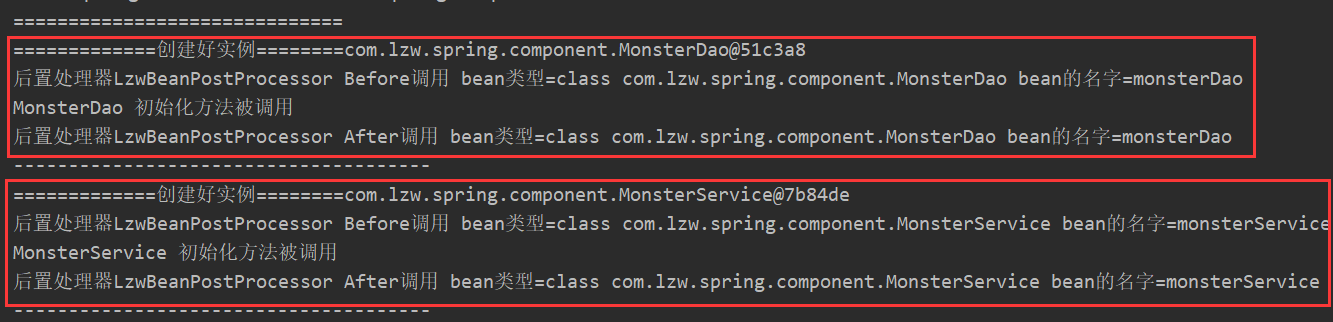 ==============================
=============创建好实例========com.lzw.spring.component.MonsterDao@51c3a8
后置处理器LzwBeanPostProcessor Before调用 bean类型=class com.lzw.spring.component.MonsterDao bean的名字=monsterDao
MonsterDao 初始化方法被调用
后置处理器LzwBeanPostProcessor After调用 bean类型=class com.lzw.spring.component.MonsterDao bean的名字=monsterDao
--------------------------------------
=============创建好实例========com.lzw.spring.component.MonsterService@7b84de
后置处理器LzwBeanPostProcessor Before调用 bean类型=class com.lzw.spring.component.MonsterService bean的名字=monsterService
MonsterService 初始化方法被调用
后置处理器LzwBeanPostProcessor After调用 bean类型=class com.lzw.spring.component.MonsterService bean的名字=monsterService
--------------------------------------